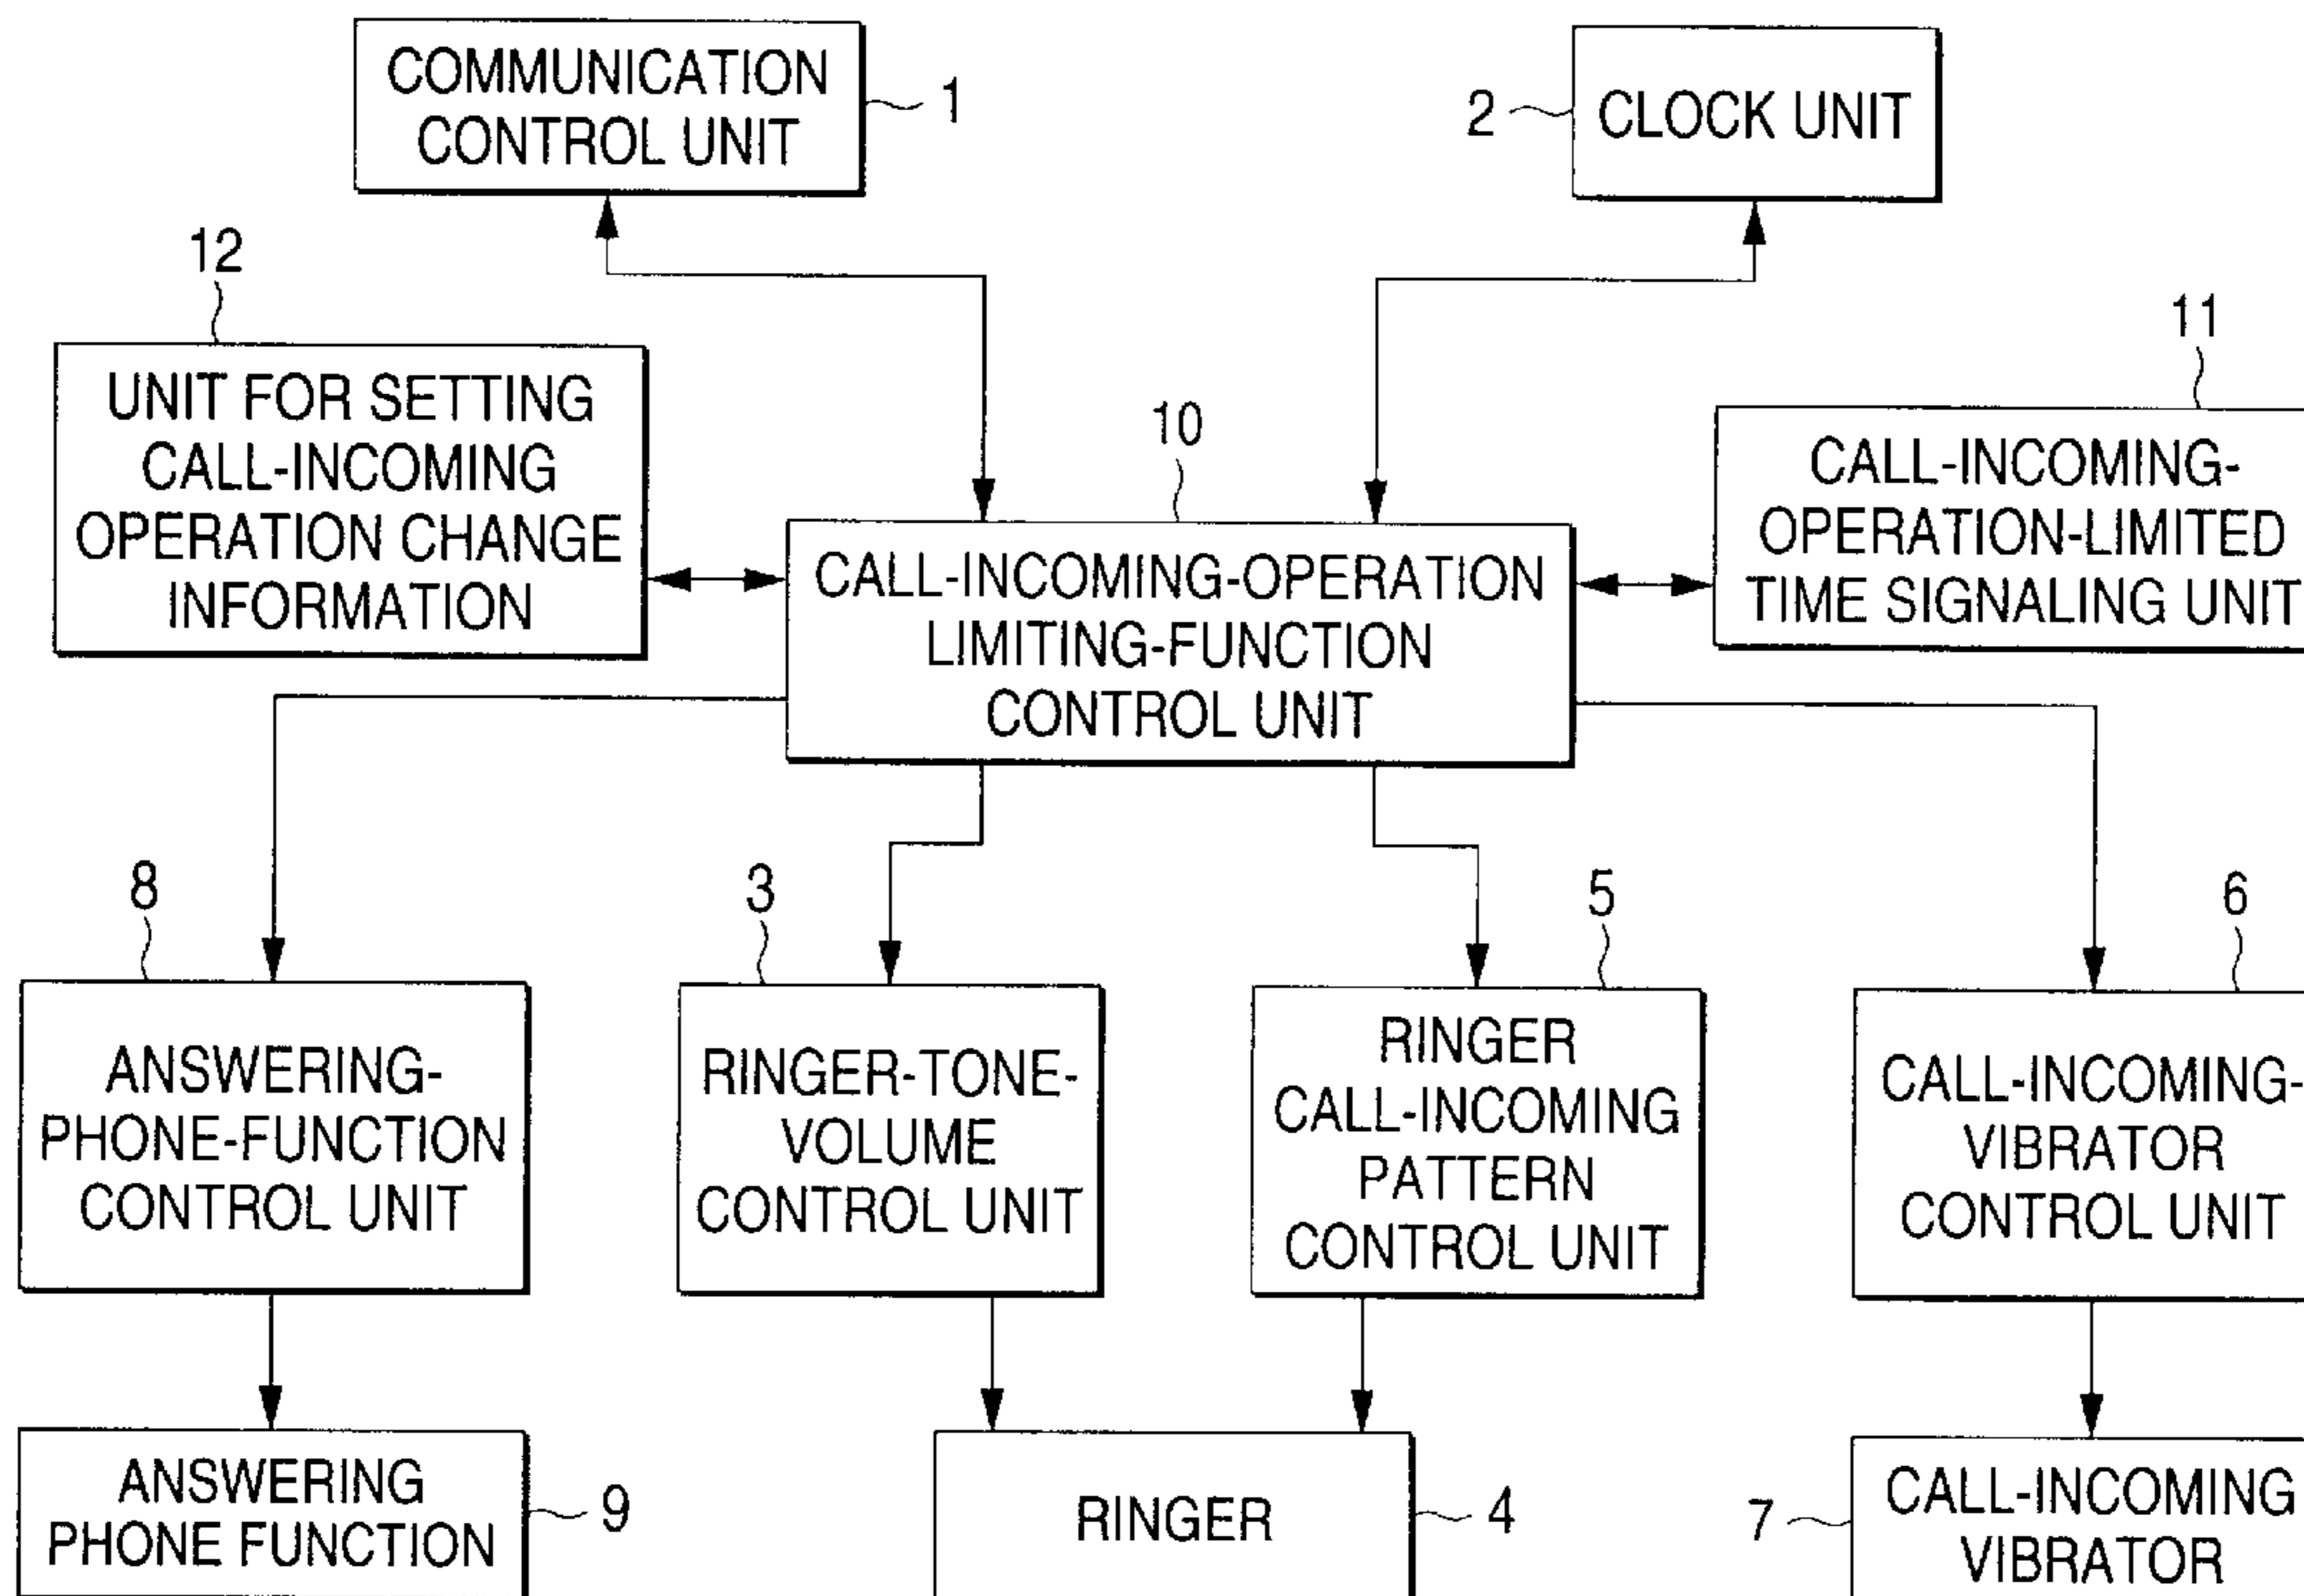 COMMUNICATION
CONTROL UNIT
1
2
CLOCK UNIT
12
UNIT FOR SETTING
CALL-INCOMING
OPERATION CHANGE
INFORMATION
10
CALL-INCOMING-OPERATION
LIMITING-FUNCTION
CONTROL UNIT
11
CALL-INCOMING-
OPERATION-LIMITED
TIME SIGNALING UNIT
8
ANSWERING-
PHONE-FUNCTION
CONTROL UNIT
3
RINGER-TONE-
VOLUME
CONTROL UNIT
5
RINGER
CALL-INCOMING
PATTERN
CONTROL UNIT
6
CALL-INCOMING-
VIBRATOR
CONTROL UNIT
ANSWERING
PHONE FUNCTION
9
RINGER
4
7
CALL-INCOMING
VIBRATOR